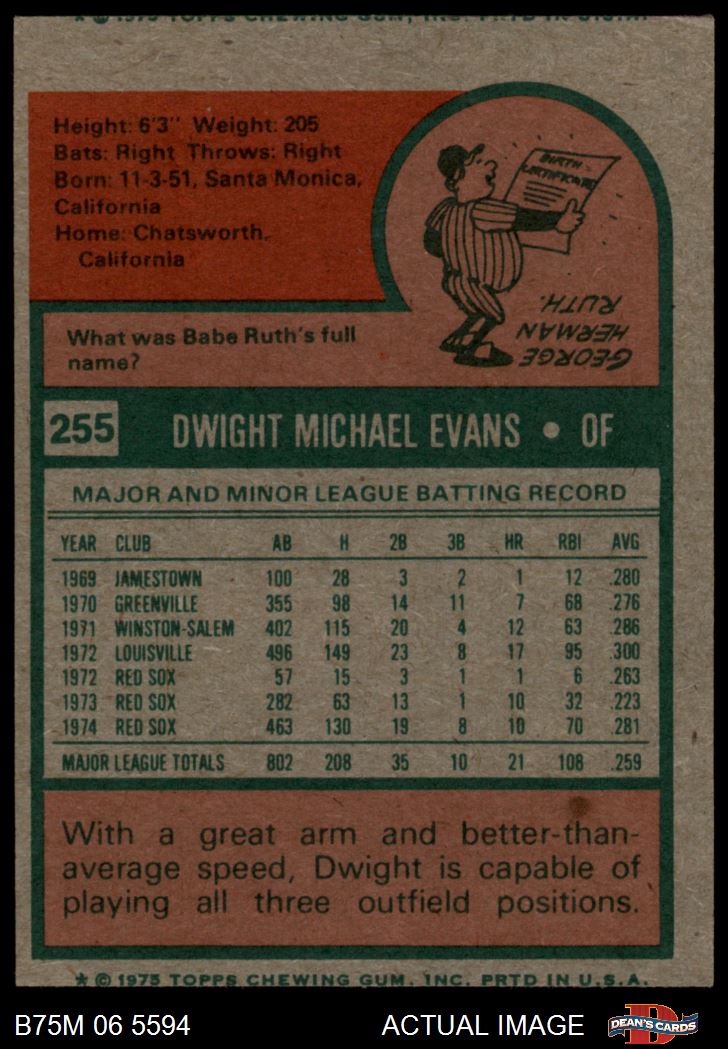 ★ © 1975 TOPPS CHEWING GUM, INC. PRTD IN U.S.A.
Height: 6'3" Weight: 205
Bats: Right Throws: Right
Born: 11-3-51, Santa Monica,
California
Home: Chatsworth,
California
BIRTH
CERTIFICATE
GEORGE
HERMAN
RUTH.
What was Babe Ruth's full
name?
255 DWIGHT MICHAEL EVANS • OF
MAJOR AND MINOR LEAGUE BATTING RECORD
YEAR CLUB AB H 2B 3B HR RBI AVG
1969 JAMESTOWN 100 28 3 2 1 12 .280
1970 GREENVILLE 355 98 14 11 7 68 .276
1971 WINSTON-SALEM 402 115 20 4 12 63 .286
1972 LOUISVILLE 496 149 23 8 17 95 .300
1972 RED SOX 57 15 3 1 1 6 .263
1973 RED SOX 282 63 13 1 10 32 .223
1974 RED SOX 463 130 19 8 10 70 .281
MAJOR LEAGUE TOTALS 802 208 35 10 21 108 .259
With a great arm and better-than-
average speed, Dwight is capable of
playing all three outfield positions.
★ © 1975 TOPPS CHEWING GUM, INC. PRTD IN U.S.A.
B75M 06 5594 ACTUAL IMAGE DEAN'S CARDS